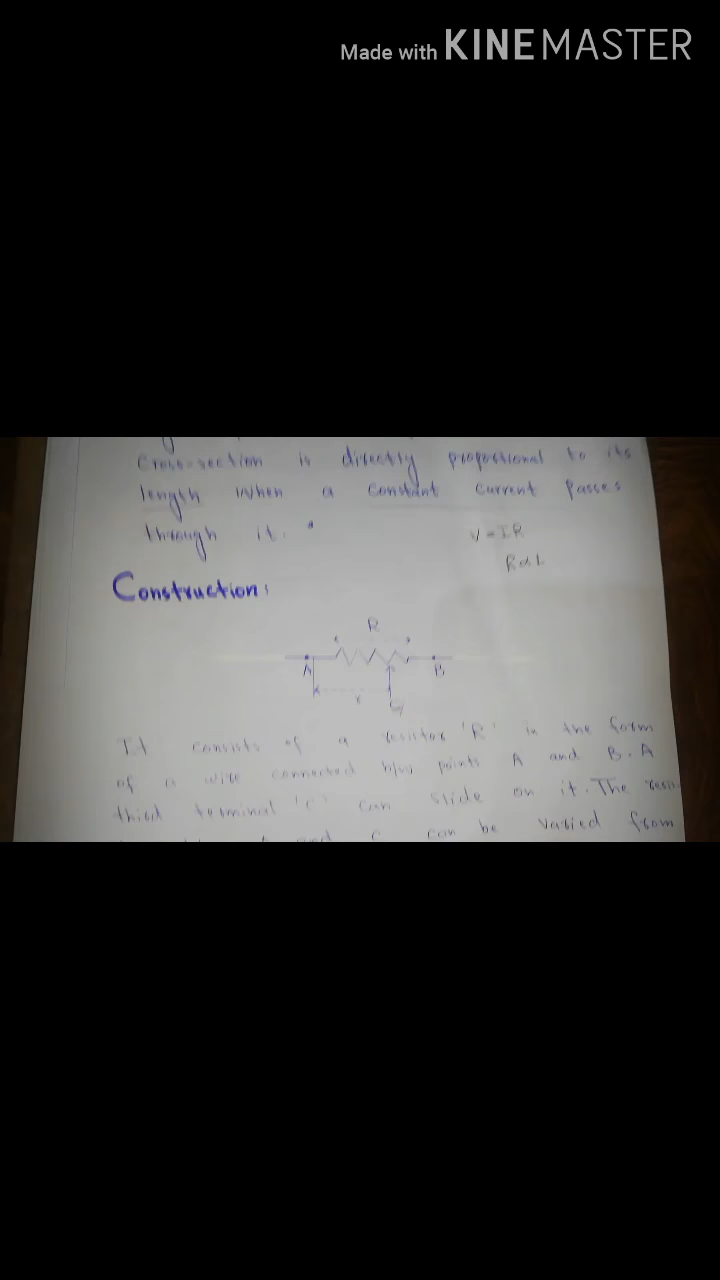 Made with KINEMASTER
Cross-section is directly proportional to its
length When a constant current Passes
through it. "
V = IR
R ∝ L
Construction:
R
A B
r C
It consists of a resistor 'R' in the form
of a wire connected b/w points A and B. A
third terminal 'C' can slide on it. The resis
and C can be varied from